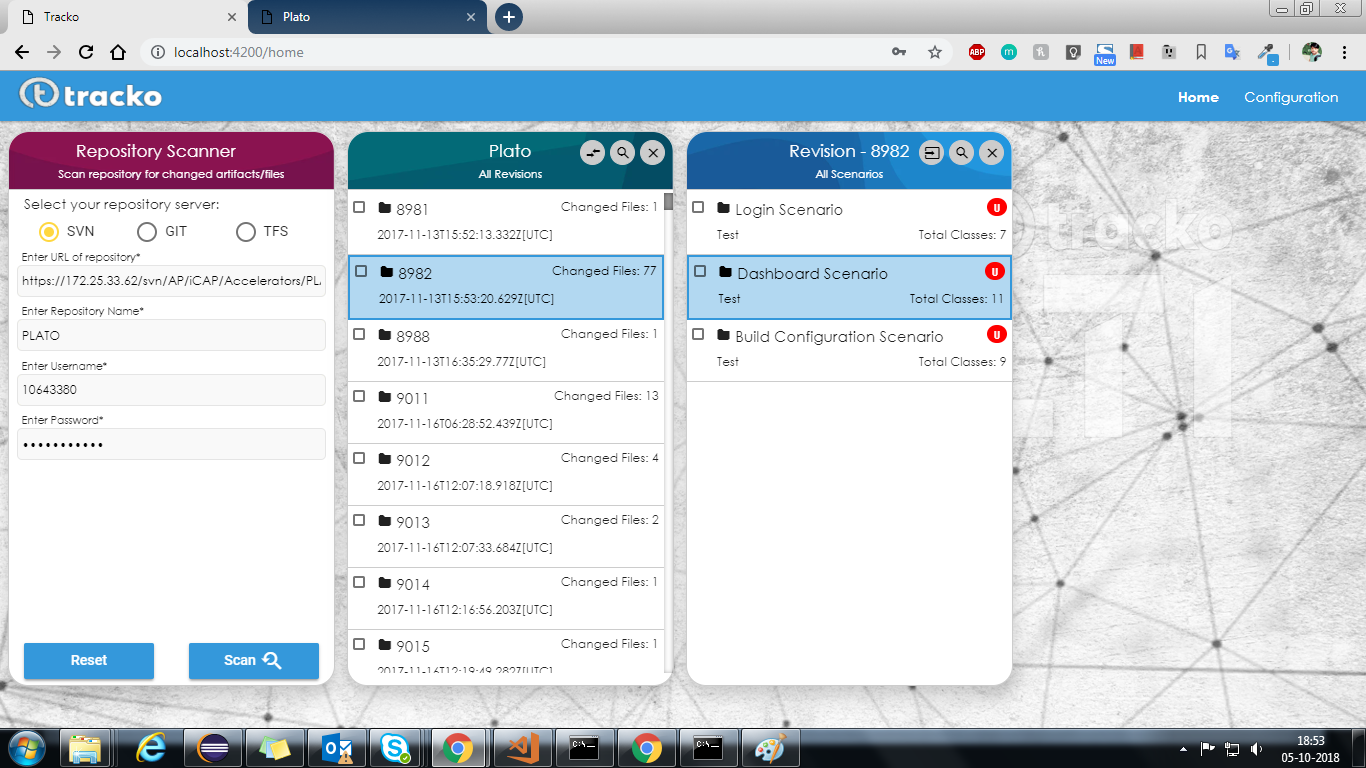 Tracko
Plato
localhost:4200/home
ABP
m
New
tracko
Home
Configuration
Repository Scanner
Scan repository for changed artifacts/files
Select your repository server:
SVN
GIT
TFS
Enter URL of repository*
https://172.25.33.62/svn/AP/iCAP/Accelerators/PL
Enter Repository Name*
PLATO
Enter Username*
10643380
Enter Password*
•••••••••••
Reset
Scan
Plato
All Revisions
8981
Changed Files: 1
2017-11-13T15:52:13.332Z[UTC]
8982
Changed Files: 77
2017-11-13T15:53:20.629Z[UTC]
8988
Changed Files: 1
2017-11-13T16:35:29.77Z[UTC]
9011
Changed Files: 13
2017-11-16T06:28:52.439Z[UTC]
9012
Changed Files: 4
2017-11-16T12:07:18.918Z[UTC]
9013
Changed Files: 2
2017-11-16T12:07:33.684Z[UTC]
9014
Changed Files: 1
2017-11-16T12:16:56.203Z[UTC]
9015
Changed Files: 1
2017-11-16T12:19:49.282Z[UTC]
Revision - 8982
All Scenarios
Login Scenario
U
Test
Total Classes: 7
Dashboard Scenario
U
Test
Total Classes: 11
Build Configuration Scenario
U
Test
Total Classes: 9
tracko
18:53
05-10-2018